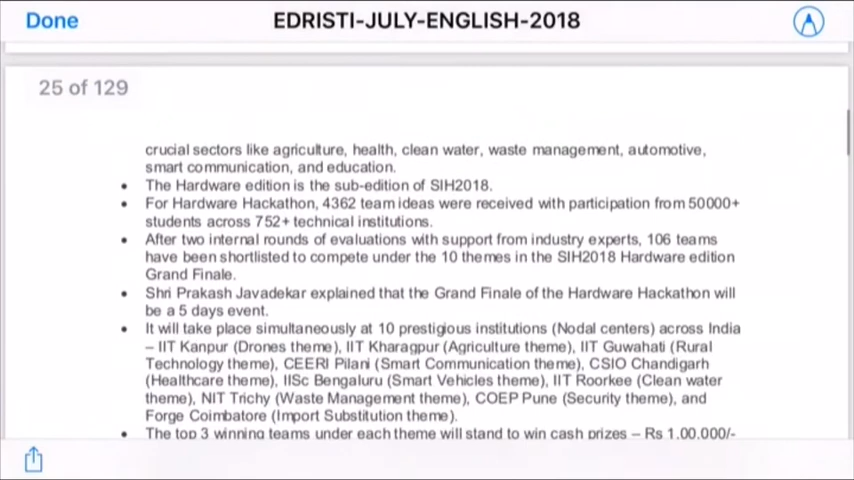 Done
EDRISTI-JULY-ENGLISH-2018
25 of 129
crucial sectors like agriculture, health, clean water, waste management, automotive,
smart communication, and education.
• The Hardware edition is the sub-edition of SIH2018.
• For Hardware Hackathon, 4362 team ideas were received with participation from 50000+
students across 752+ technical institutions.
• After two internal rounds of evaluations with support from industry experts, 106 teams
have been shortlisted to compete under the 10 themes in the SIH2018 Hardware edition
Grand Finale.
• Shri Prakash Javadekar explained that the Grand Finale of the Hardware Hackathon will
be a 5 days event.
• It will take place simultaneously at 10 prestigious institutions (Nodal centers) across India
– IIT Kanpur (Drones theme), IIT Kharagpur (Agriculture theme), IIT Guwahati (Rural
Technology theme), CEERI Pilani (Smart Communication theme), CSIO Chandigarh
(Healthcare theme), IISc Bengaluru (Smart Vehicles theme), IIT Roorkee (Clean water
theme), NIT Trichy (Waste Management theme), COEP Pune (Security theme), and
Forge Coimbatore (Import Substitution theme).
• The top 3 winning teams under each theme will stand to win cash prizes – Rs 1,00,000/-